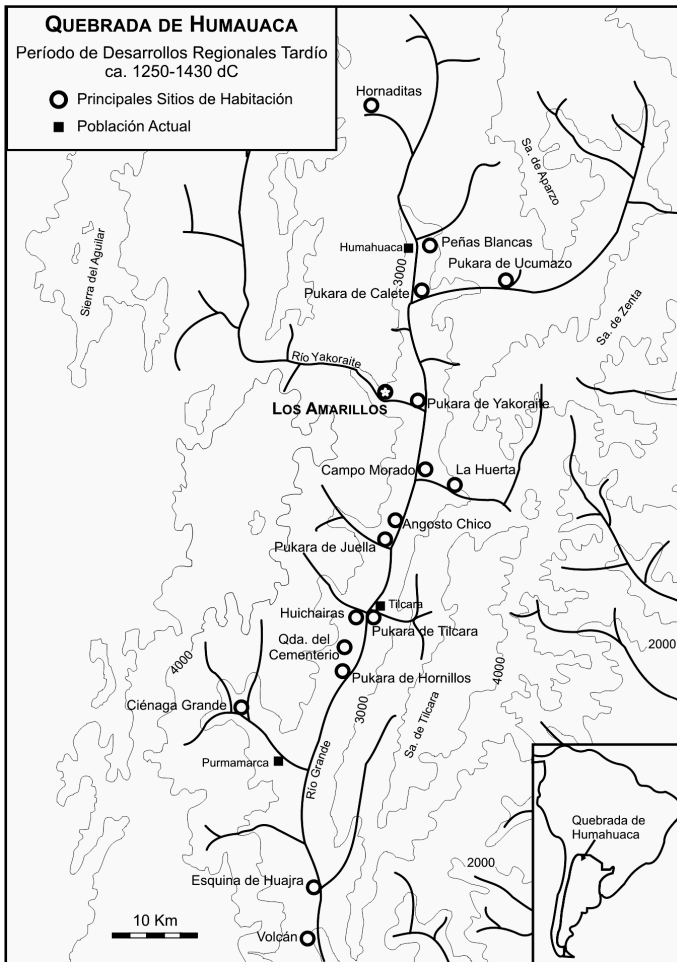 QUEBRADA DE HUMAUACA
Período de Desarrollos Regionales Tardío
ca. 1250-1430 dC
Principales Sitios de Habitación
Población Actual
Hornaditas
Sa. de Aparzo
Sierra del Aguilar
Humahuaca
Peñas Blancas
3000
Pukara de Ucumazo
Pukara de Calete
Sa. de Zenta
Río Yakoraite
LOS AMARILLOS
Pukara de Yakoraite
Campo Morado
La Huerta
Angosto Chico
Pukara de Juella
Tilcara
Huichairas
Pukara de Tilcara
Qda. del
Cementerio
2000
4000
4000
Pukara de Hornillos
Ciénaga Grande
3000
Sa. de Tilcara
Purmamarca
Río Grande
Quebrada de
Humahuaca
2000
Esquina de Huajra
10 Km
Volcán